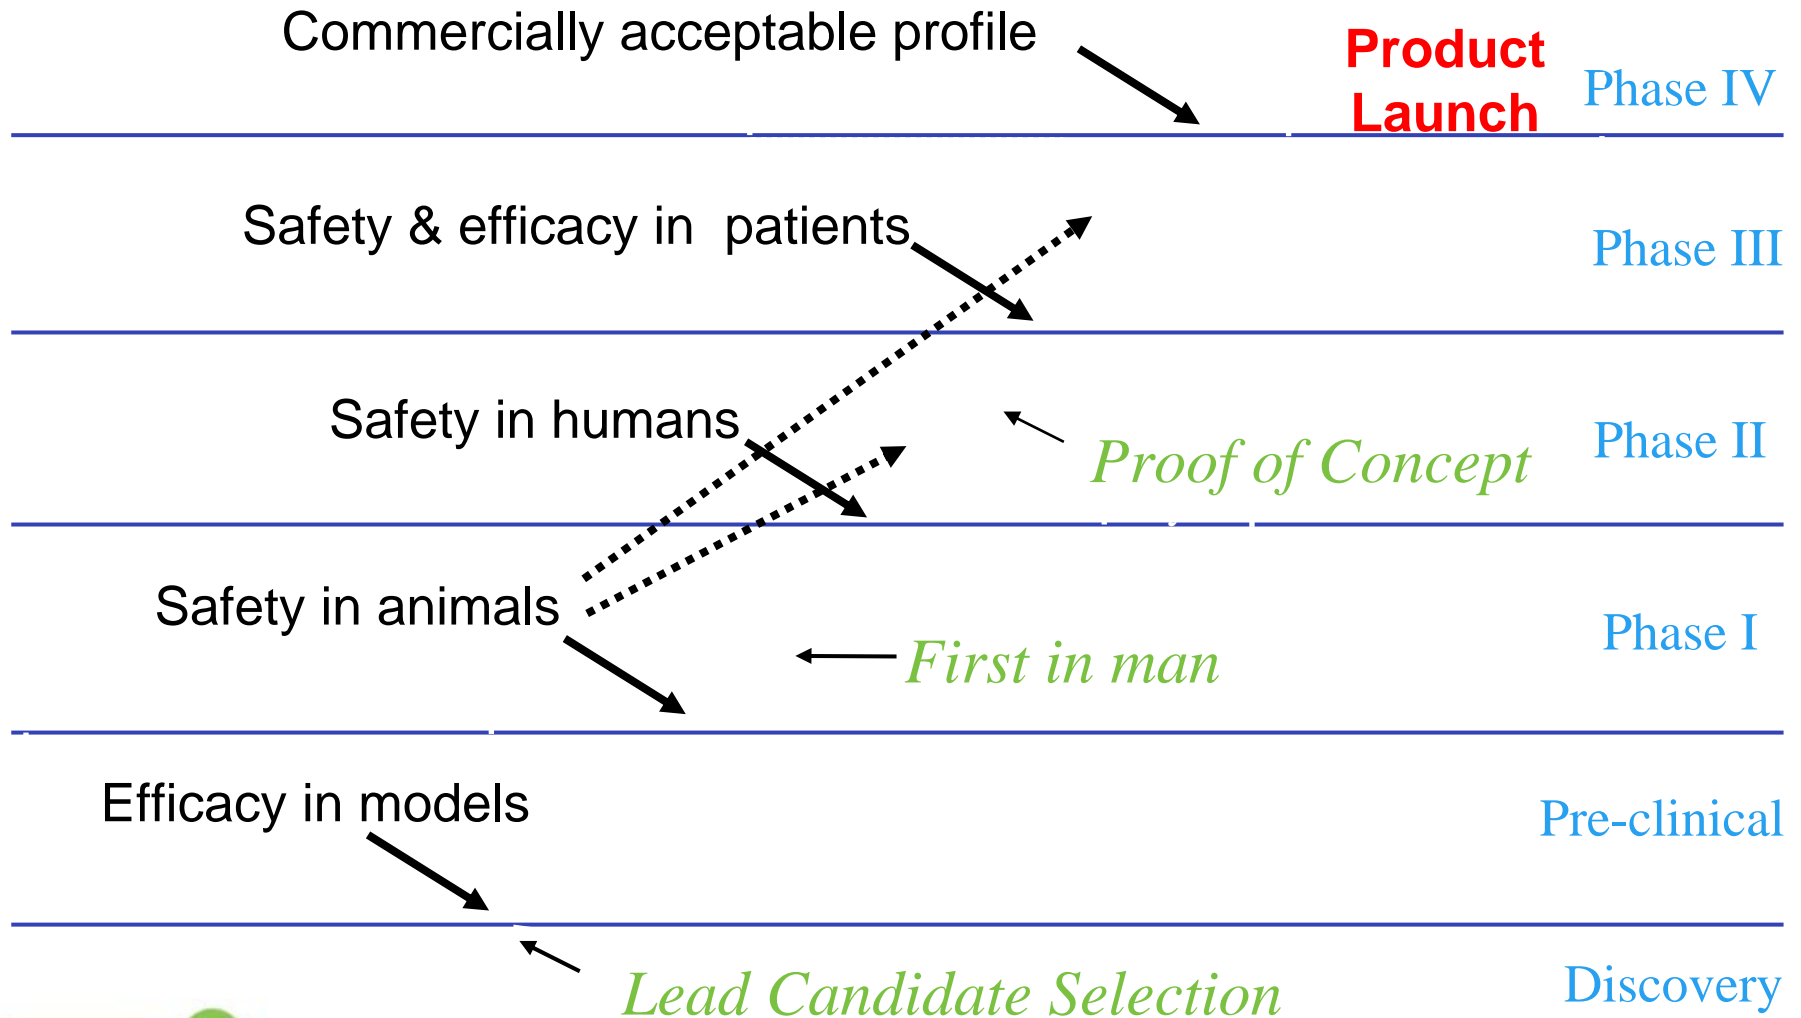 Commercially acceptable profile
Product
Launch
Phase IV
Safety & efficacy in patients
Phase III
Safety in humans
Proof of Concept
Phase II
Safety in animals
First in man
Phase I
Efficacy in models
Pre-clinical
Lead Candidate Selection
Discovery